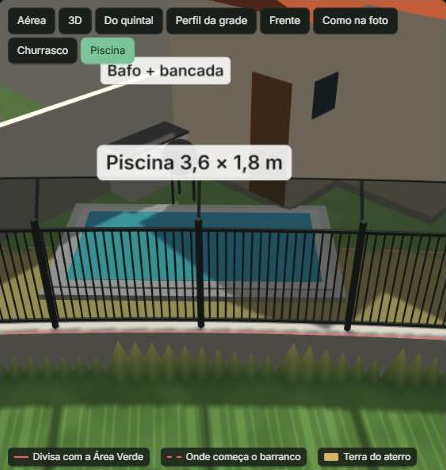 Aérea 3D Do quintal Perfil da grade Frente Como na foto
Churrasco Piscina
Bafo + bancada
Piscina 3,6 × 1,8 m
Divisa com a Área Verde Onde começa o barranco Terra do aterro